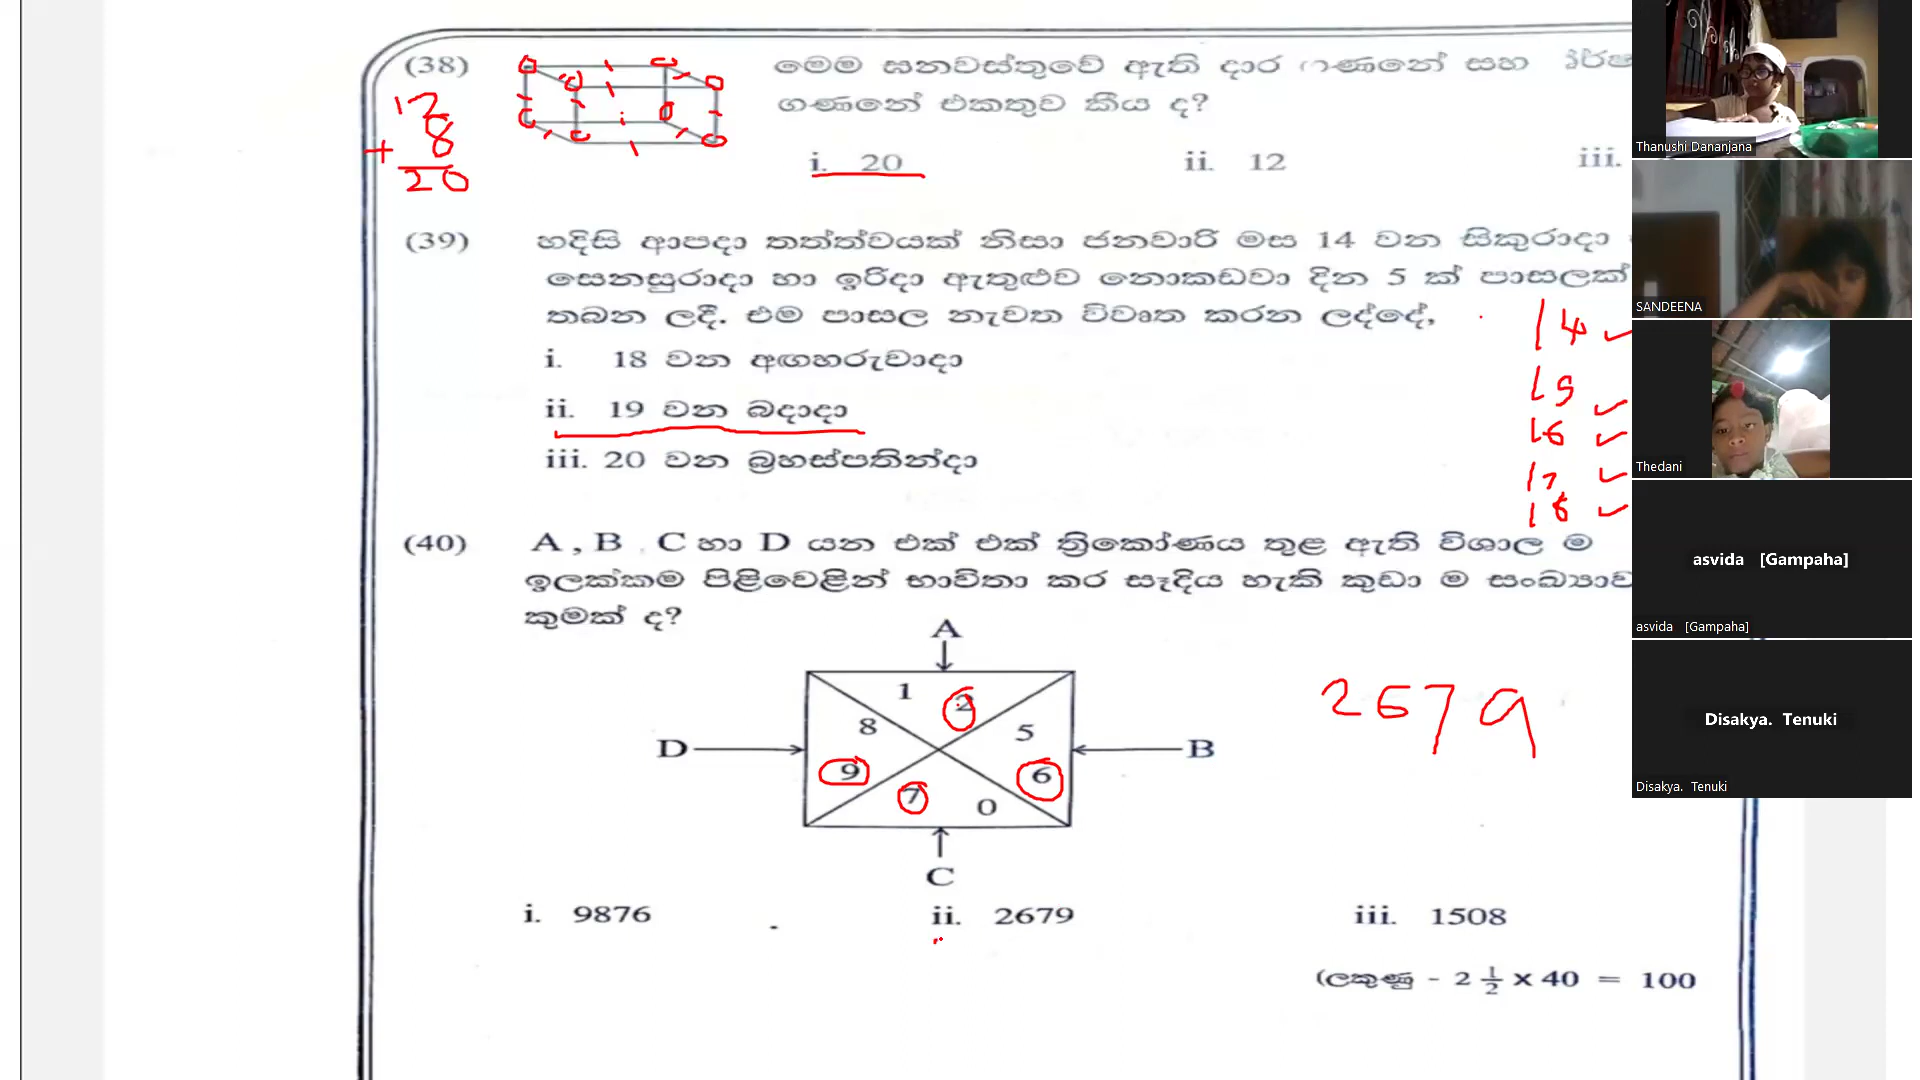 (38) මෙම ඝනවස්තුවේ ඇති දාර ගණනේ සහ
ගණනේ එකතුව කීය ද?
12
+ 8
20
i. 20 ii. 12 iii.
(39) හදිසි ආපදා තත්ත්වයක් නිසා ජනවාරි මස 14 වන සිකුරාදා
සෙනසුරාදා හා ඉරිදා ඇතුළුව නොකඩවා දින 5 ක් පාසලක්
තබන ලදී. එම පාසල නැවත විවෘත කරන ලද්දේ,
i. 18 වන අඟහරුවාදා
ii. 19 වන බදාදා
iii. 20 වන බ්‍රහස්පතින්දා
14
15
16
17
18
(40) A , B , C හා D යන එක් එක් ත්‍රිකෝණය තුළ ඇති විශාල ම
ඉලක්කම පිළිවෙළින් භාවිතා කර සෑදිය හැකි කුඩා ම සංඛ්‍යාව
කුමක් ද?
A
1 2
8 5
D B
9 6
7 0
C
2679
i. 9876 ii. 2679 iii. 1508
(ලකුණු - 2 1/2 x 40 = 100
Thanushi Dananjana
SANDEENA
Thedani
asvida [Gampaha]
asvida [Gampaha]
Disakya. Tenuki
Disakya. Tenuki